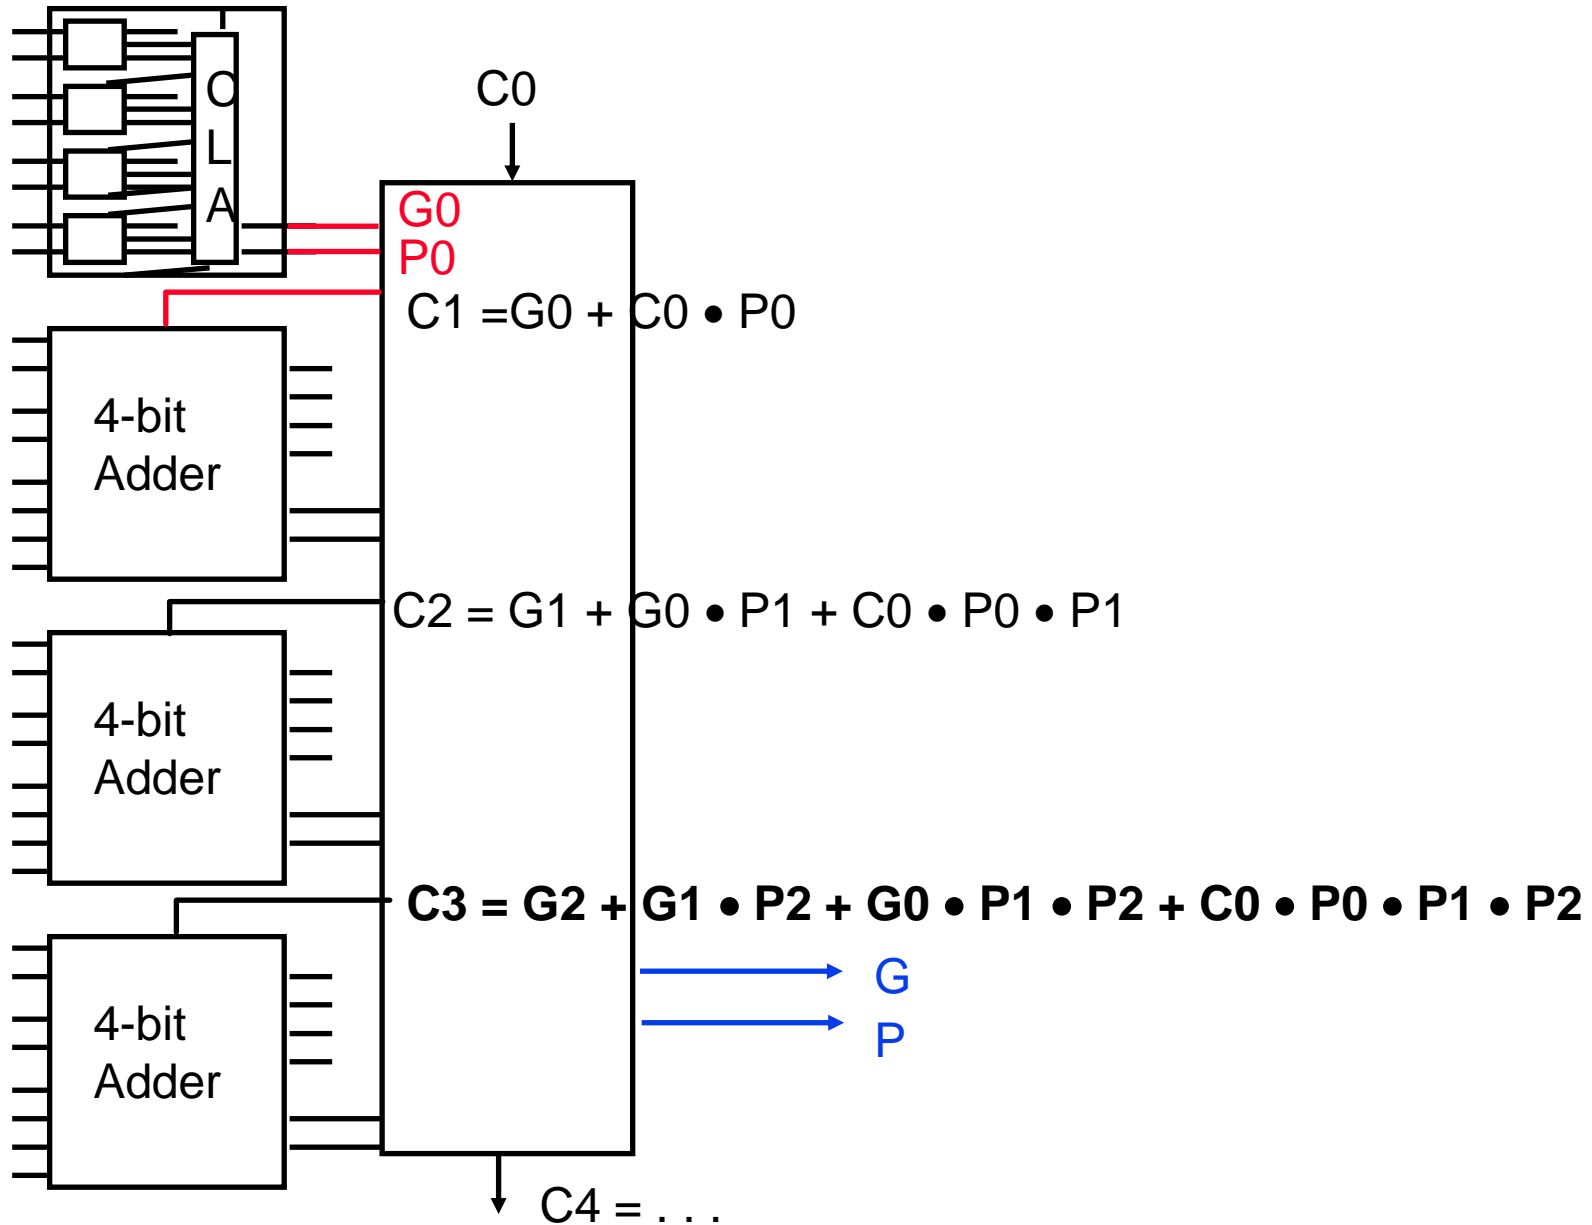 C
L
A
C0
G0
P0
C1 =G0 + C0 • P0
4-bit
Adder
C2 = G1 + G0 • P1 + C0 • P0 • P1
4-bit
Adder
C3 = G2 + G1 • P2 + G0 • P1 • P2 + C0 • P0 • P1 • P2
G
P
4-bit
Adder
C4 = . . .